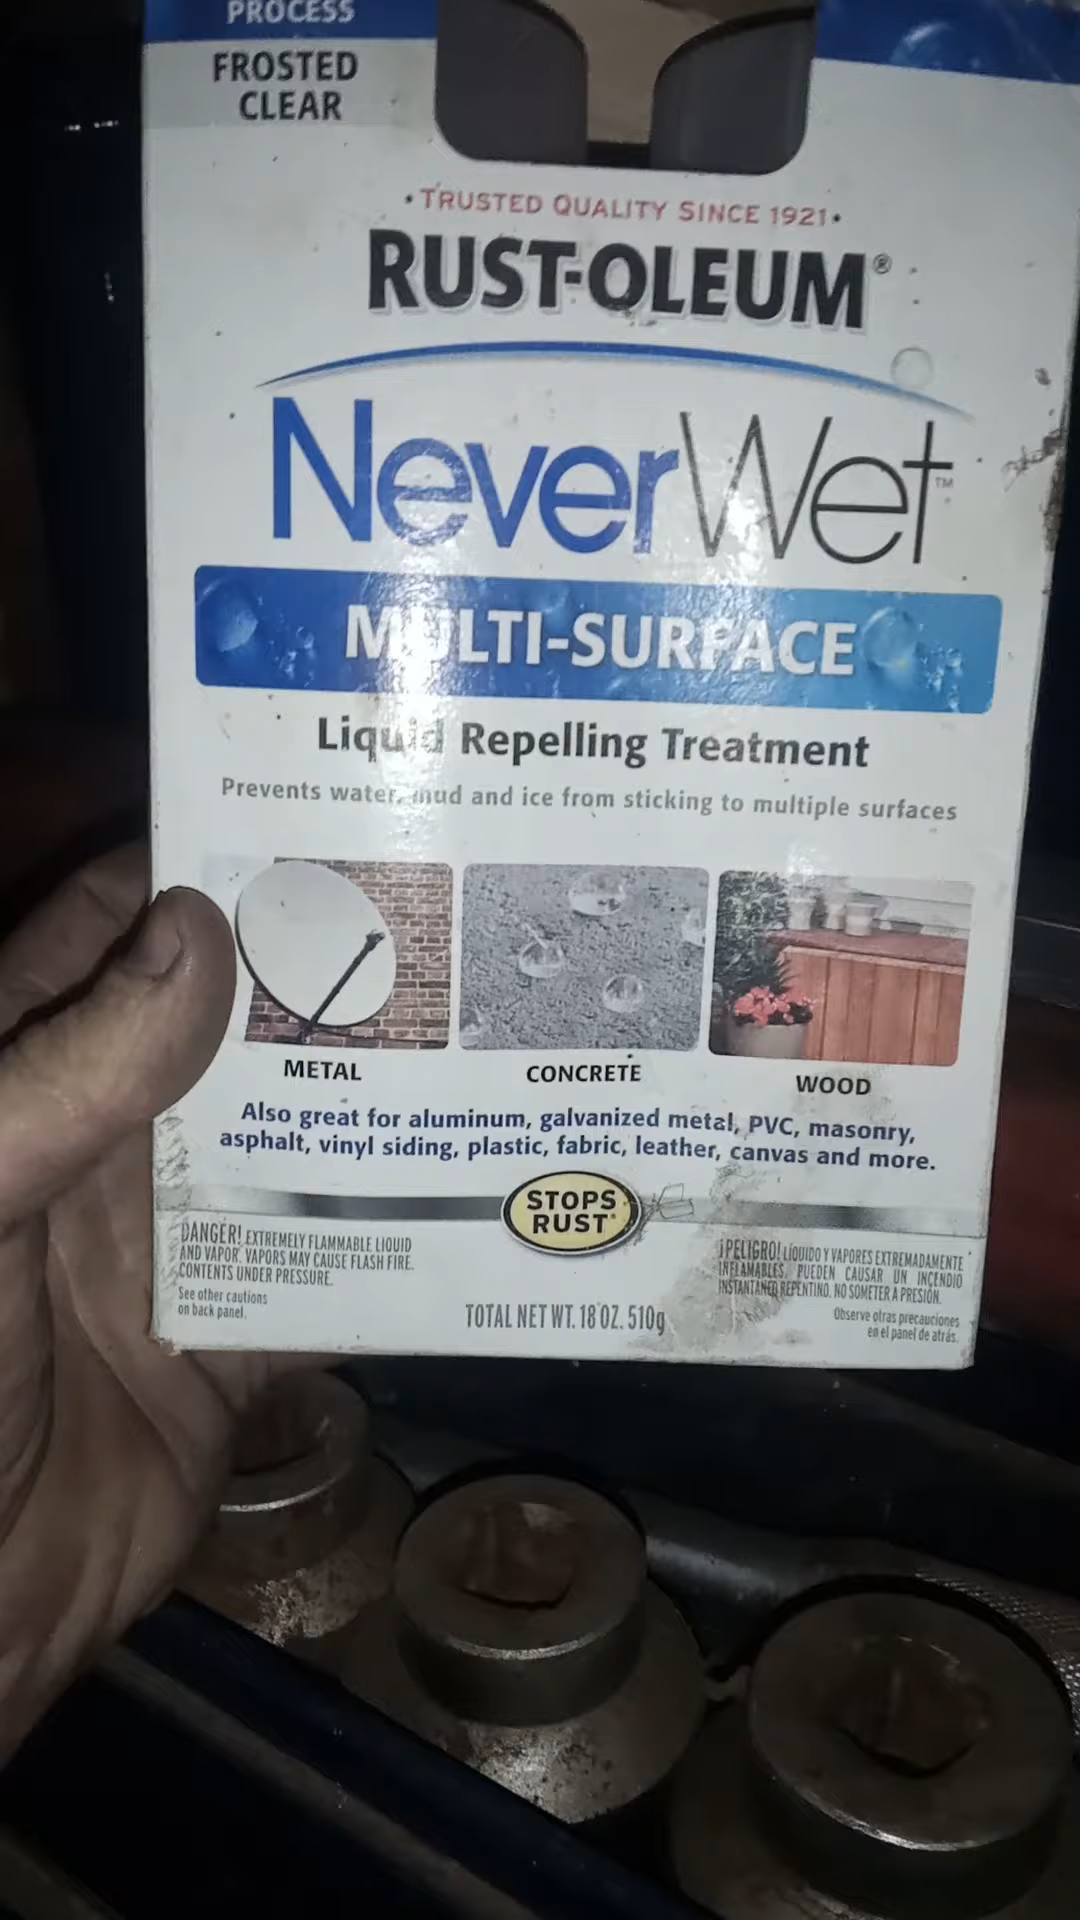 PROCESS
FROSTED
CLEAR
• TRUSTED QUALITY SINCE 1921 •
RUST-OLEUM®
NeverWet™
MULTI-SURFACE
Liquid Repelling Treatment
Prevents water, mud and ice from sticking to multiple surfaces
METAL
CONCRETE
WOOD
Also great for aluminum, galvanized metal, PVC, masonry,
asphalt, vinyl siding, plastic, fabric, leather, canvas and more.
STOPS
RUST®
DANGER! EXTREMELY FLAMMABLE LIQUID
AND VAPOR. VAPORS MAY CAUSE FLASH FIRE.
CONTENTS UNDER PRESSURE.
See other cautions
on back panel.
TOTAL NET WT. 18 OZ. 510g
¡PELIGRO! LÍQUIDO Y VAPORES EXTREMADAMENTE
INFLAMABLES. PUEDEN CAUSAR UN INCENDIO
INSTANTÁNEO REPENTINO. NO SOMETER A PRESIÓN.
Observe otras precauciones
en el panel de atrás.